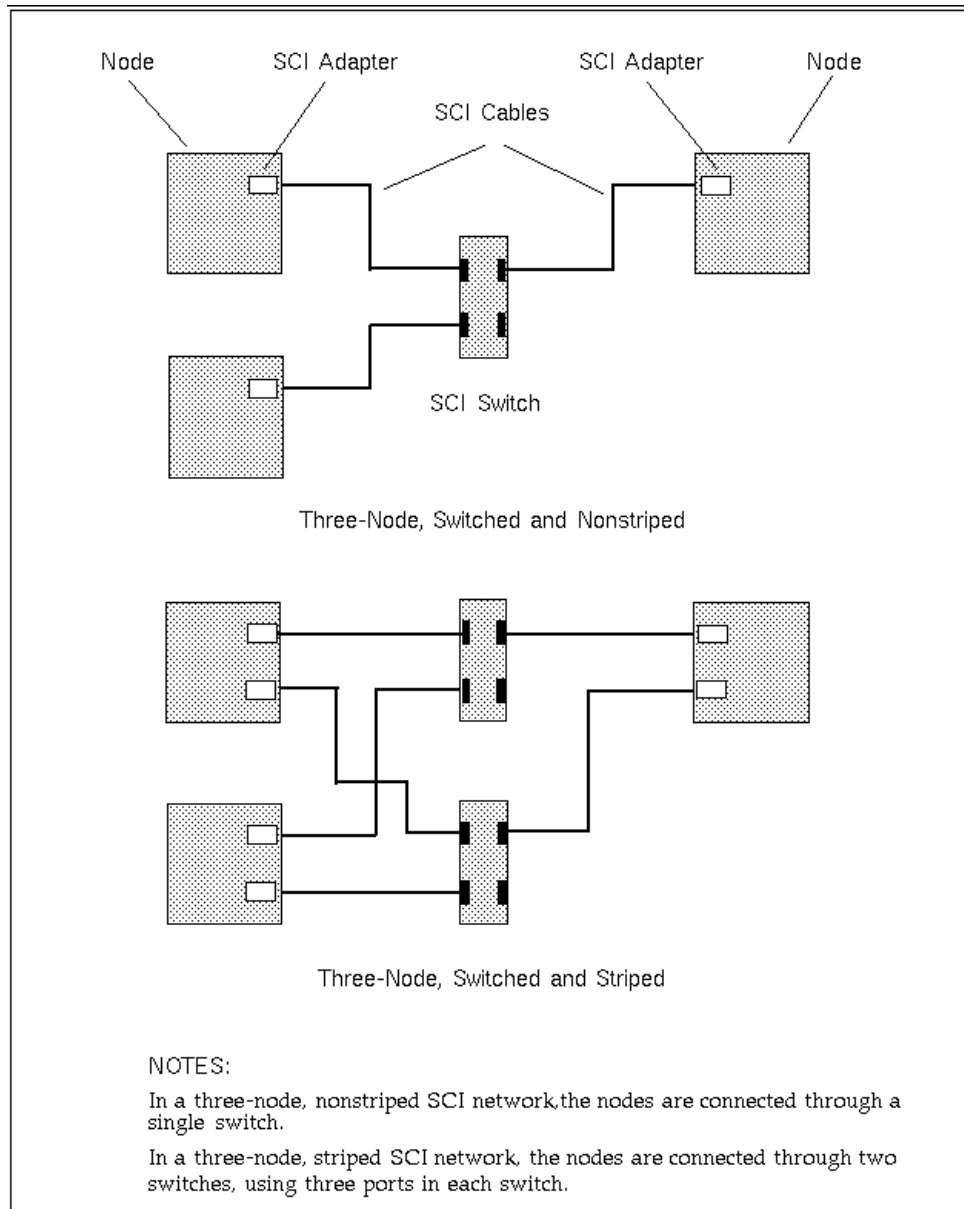 Node SCI Adapter SCI Adapter Node
SCI Cables
SCI Switch
Three-Node, Switched and Nonstriped
Three-Node, Switched and Striped
NOTES:
In a three-node, nonstriped SCI network,the nodes are connected through a
single switch.
In a three-node, striped SCI network, the nodes are connected through two
switches, using three ports in each switch.